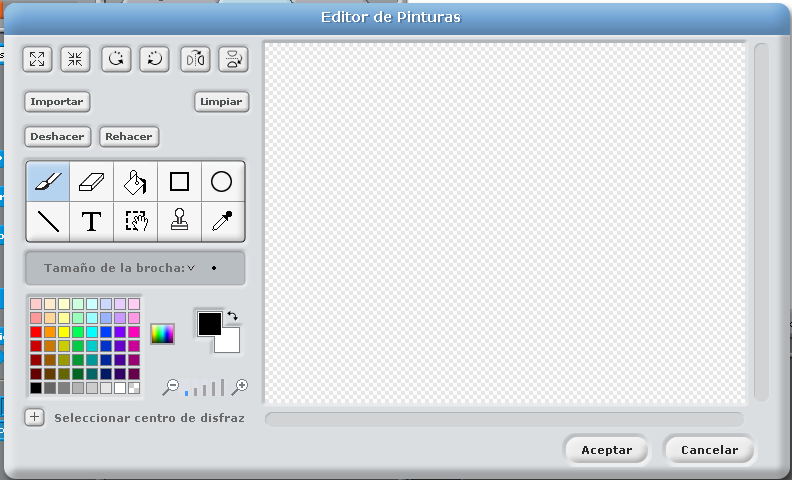 Editor de Pinturas
Importar
Limpiar
Deshacer
Rehacer
T
Tamaño de la brocha:
Seleccionar centro de disfraz
Aceptar
Cancelar